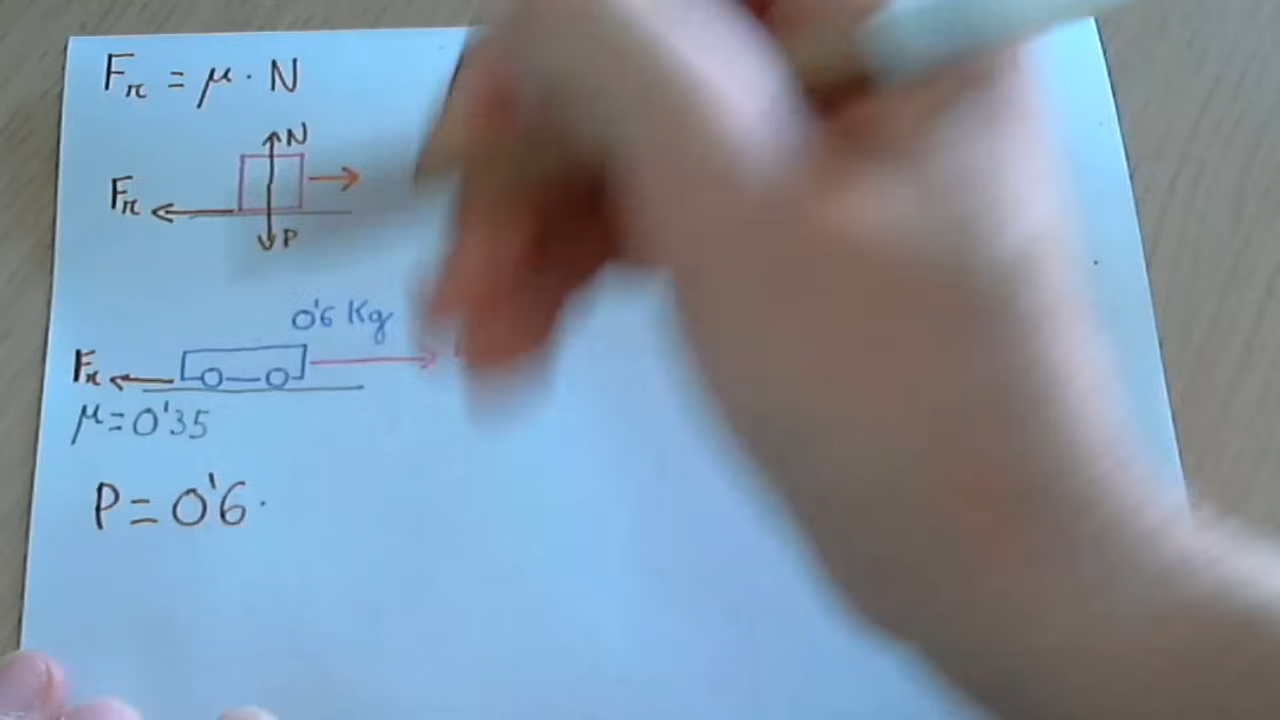 Fr = μ · N
N
Fr
P
0'6 Kg
Fr
μ=0'35
P=0'6·